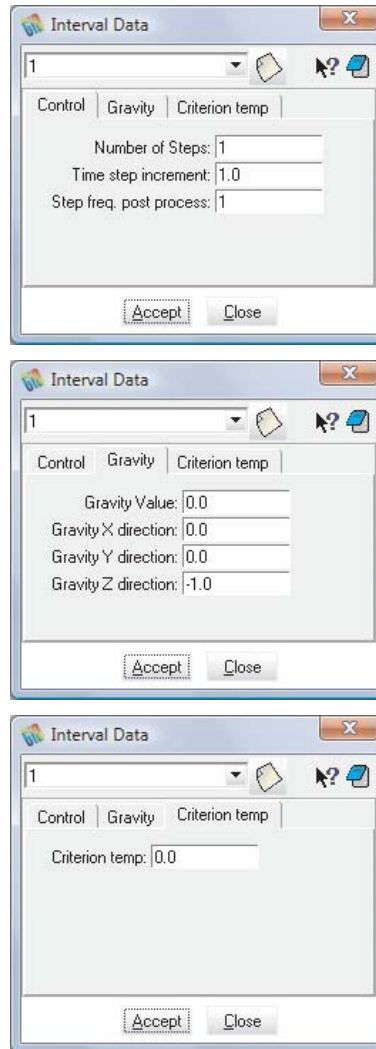 Interval Data
1
Control Gravity Criterion temp
Number of Steps: 1
Time step increment: 1.0
Step freq. post process: 1
Accept Close
Interval Data
1
Control Gravity Criterion temp
Gravity Value: 0.0
Gravity X direction: 0.0
Gravity Y direction: 0.0
Gravity Z direction: -1.0
Accept Close
Interval Data
1
Control Gravity Criterion temp
Criterion temp: 0.0
Accept Close